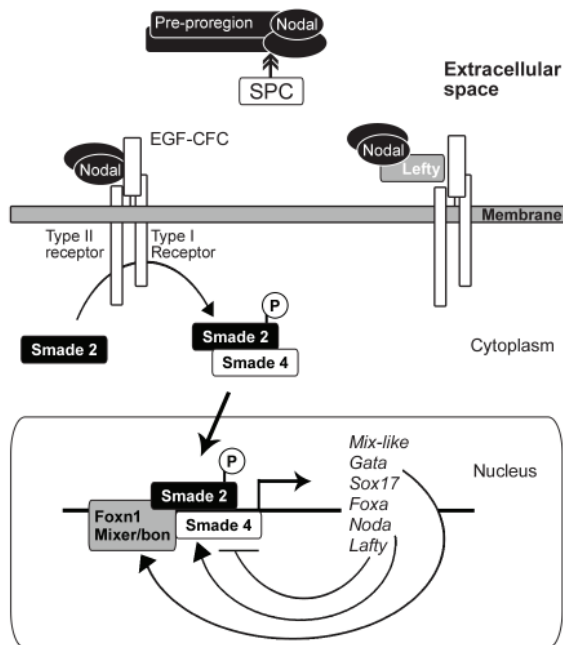 Pre-proregion
Nodal
SPC
Extracellular
space
EGF-CFC
Nodal
Nodal
Lefty
Membrane
Type II
receptor
Type I
Receptor
P
Smade 2
Smade 2
Smade 4
Cytoplasm
P
Smade 2
Smade 4
Foxn1
Mixer/bon
Mix-like
Gata
Sox17
Foxa
Noda
Lafty
Nucleus